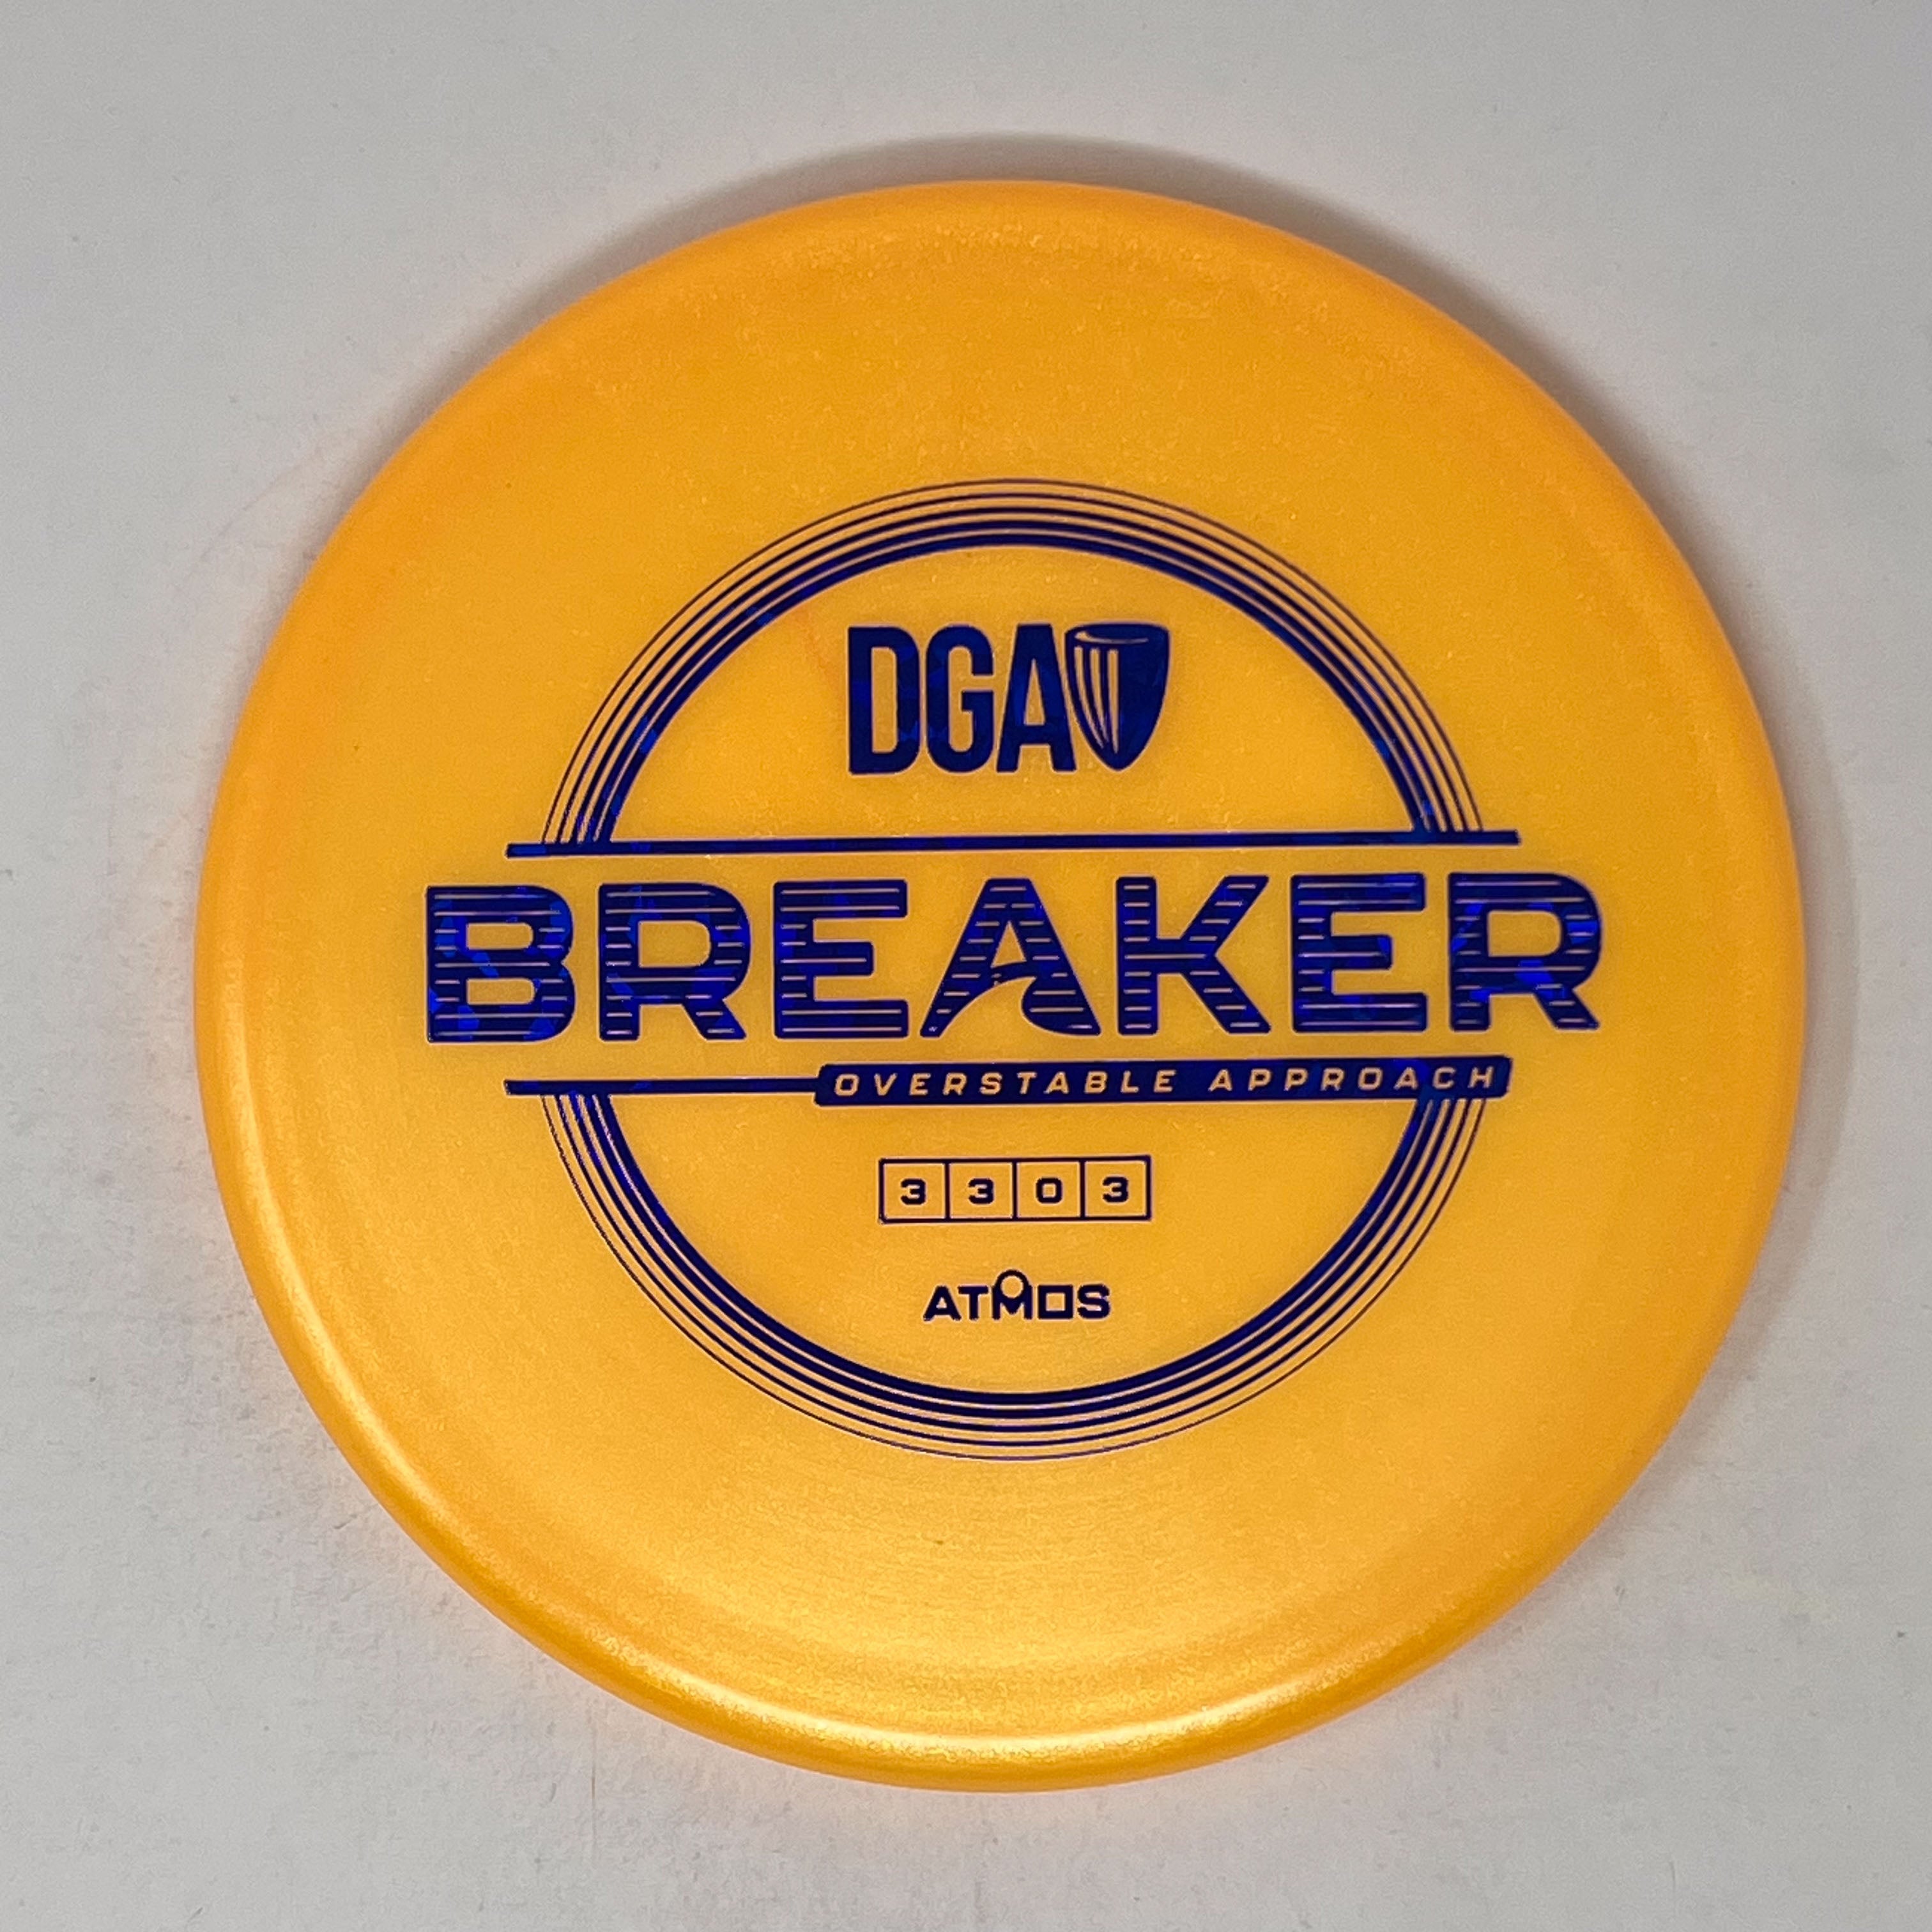 DGA
BREAKER
OVERSTABLE APPROACH
3 3 0 3
ATMOS